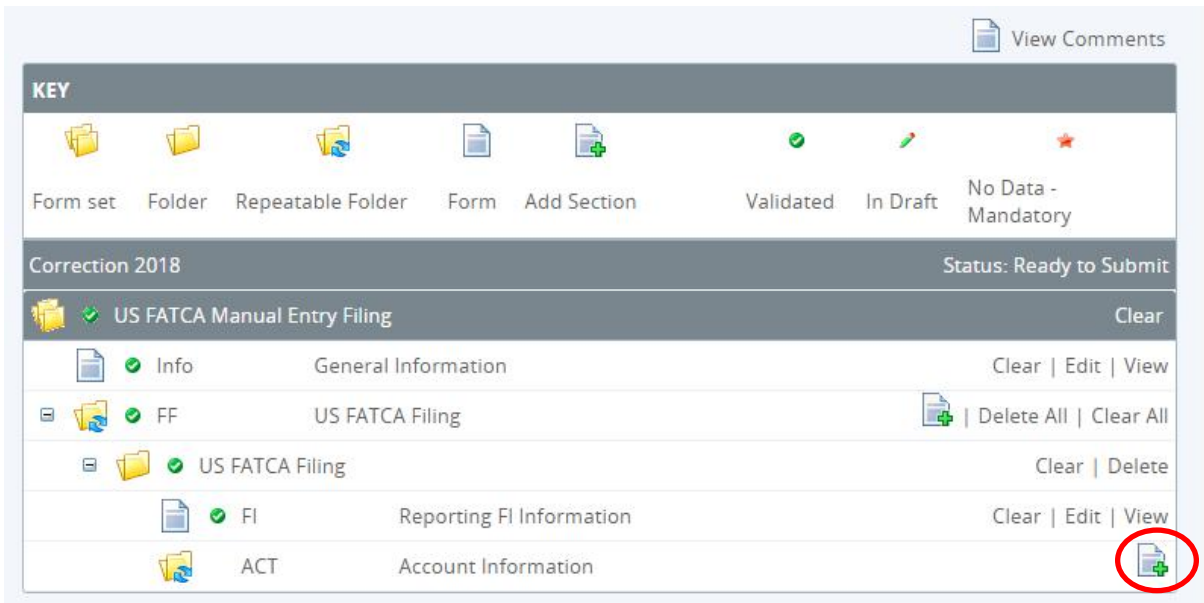 View Comments
KEY
Form set Folder Repeatable Folder Form Add Section Validated In Draft No Data -
Mandatory
Correction 2018 Status: Ready to Submit
US FATCA Manual Entry Filing Clear
Info General Information Clear | Edit | View
FF US FATCA Filing | Delete All | Clear All
US FATCA Filing Clear | Delete
FI Reporting FI Information Clear | Edit | View
ACT Account Information